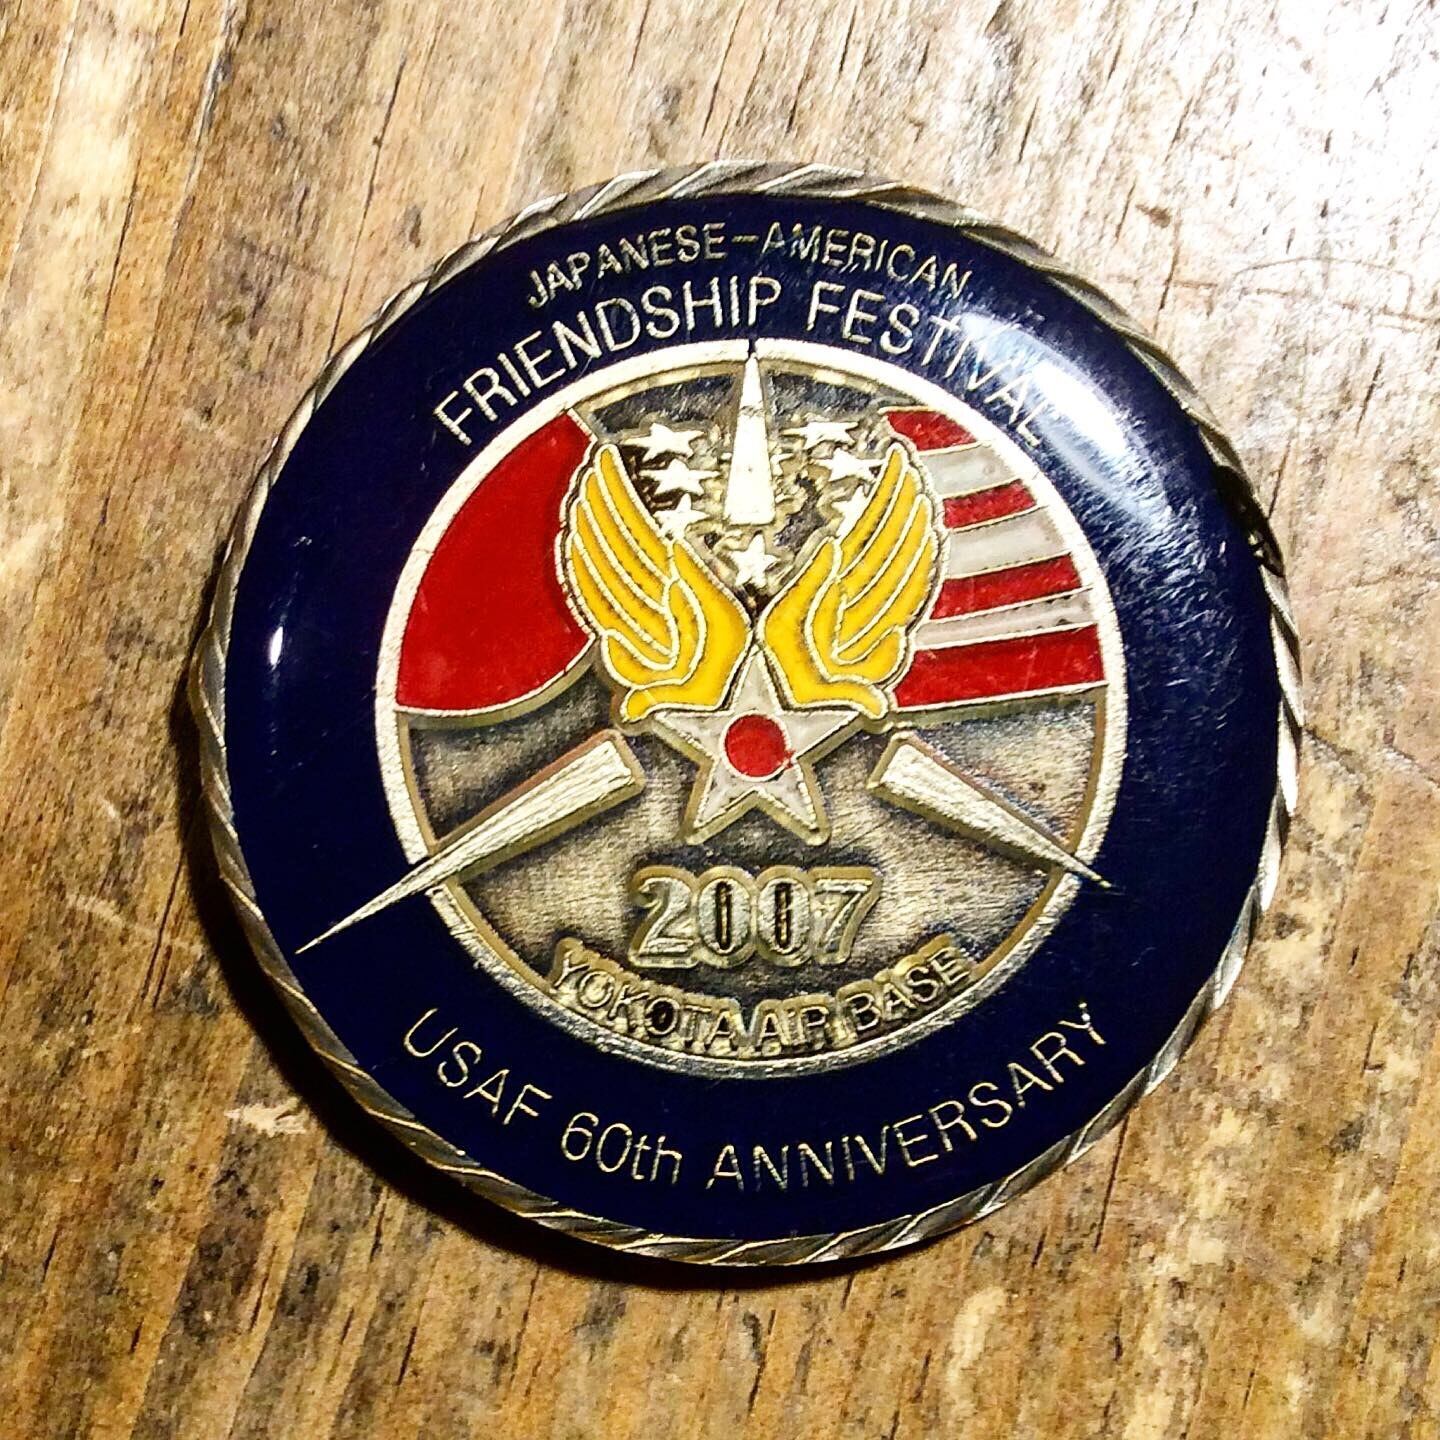 JAPANESE-AMERICAN
FRIENDSHIP FESTIVAL
2007
YOKOTA AIR BASE
USAF 60th ANNIVERSARY